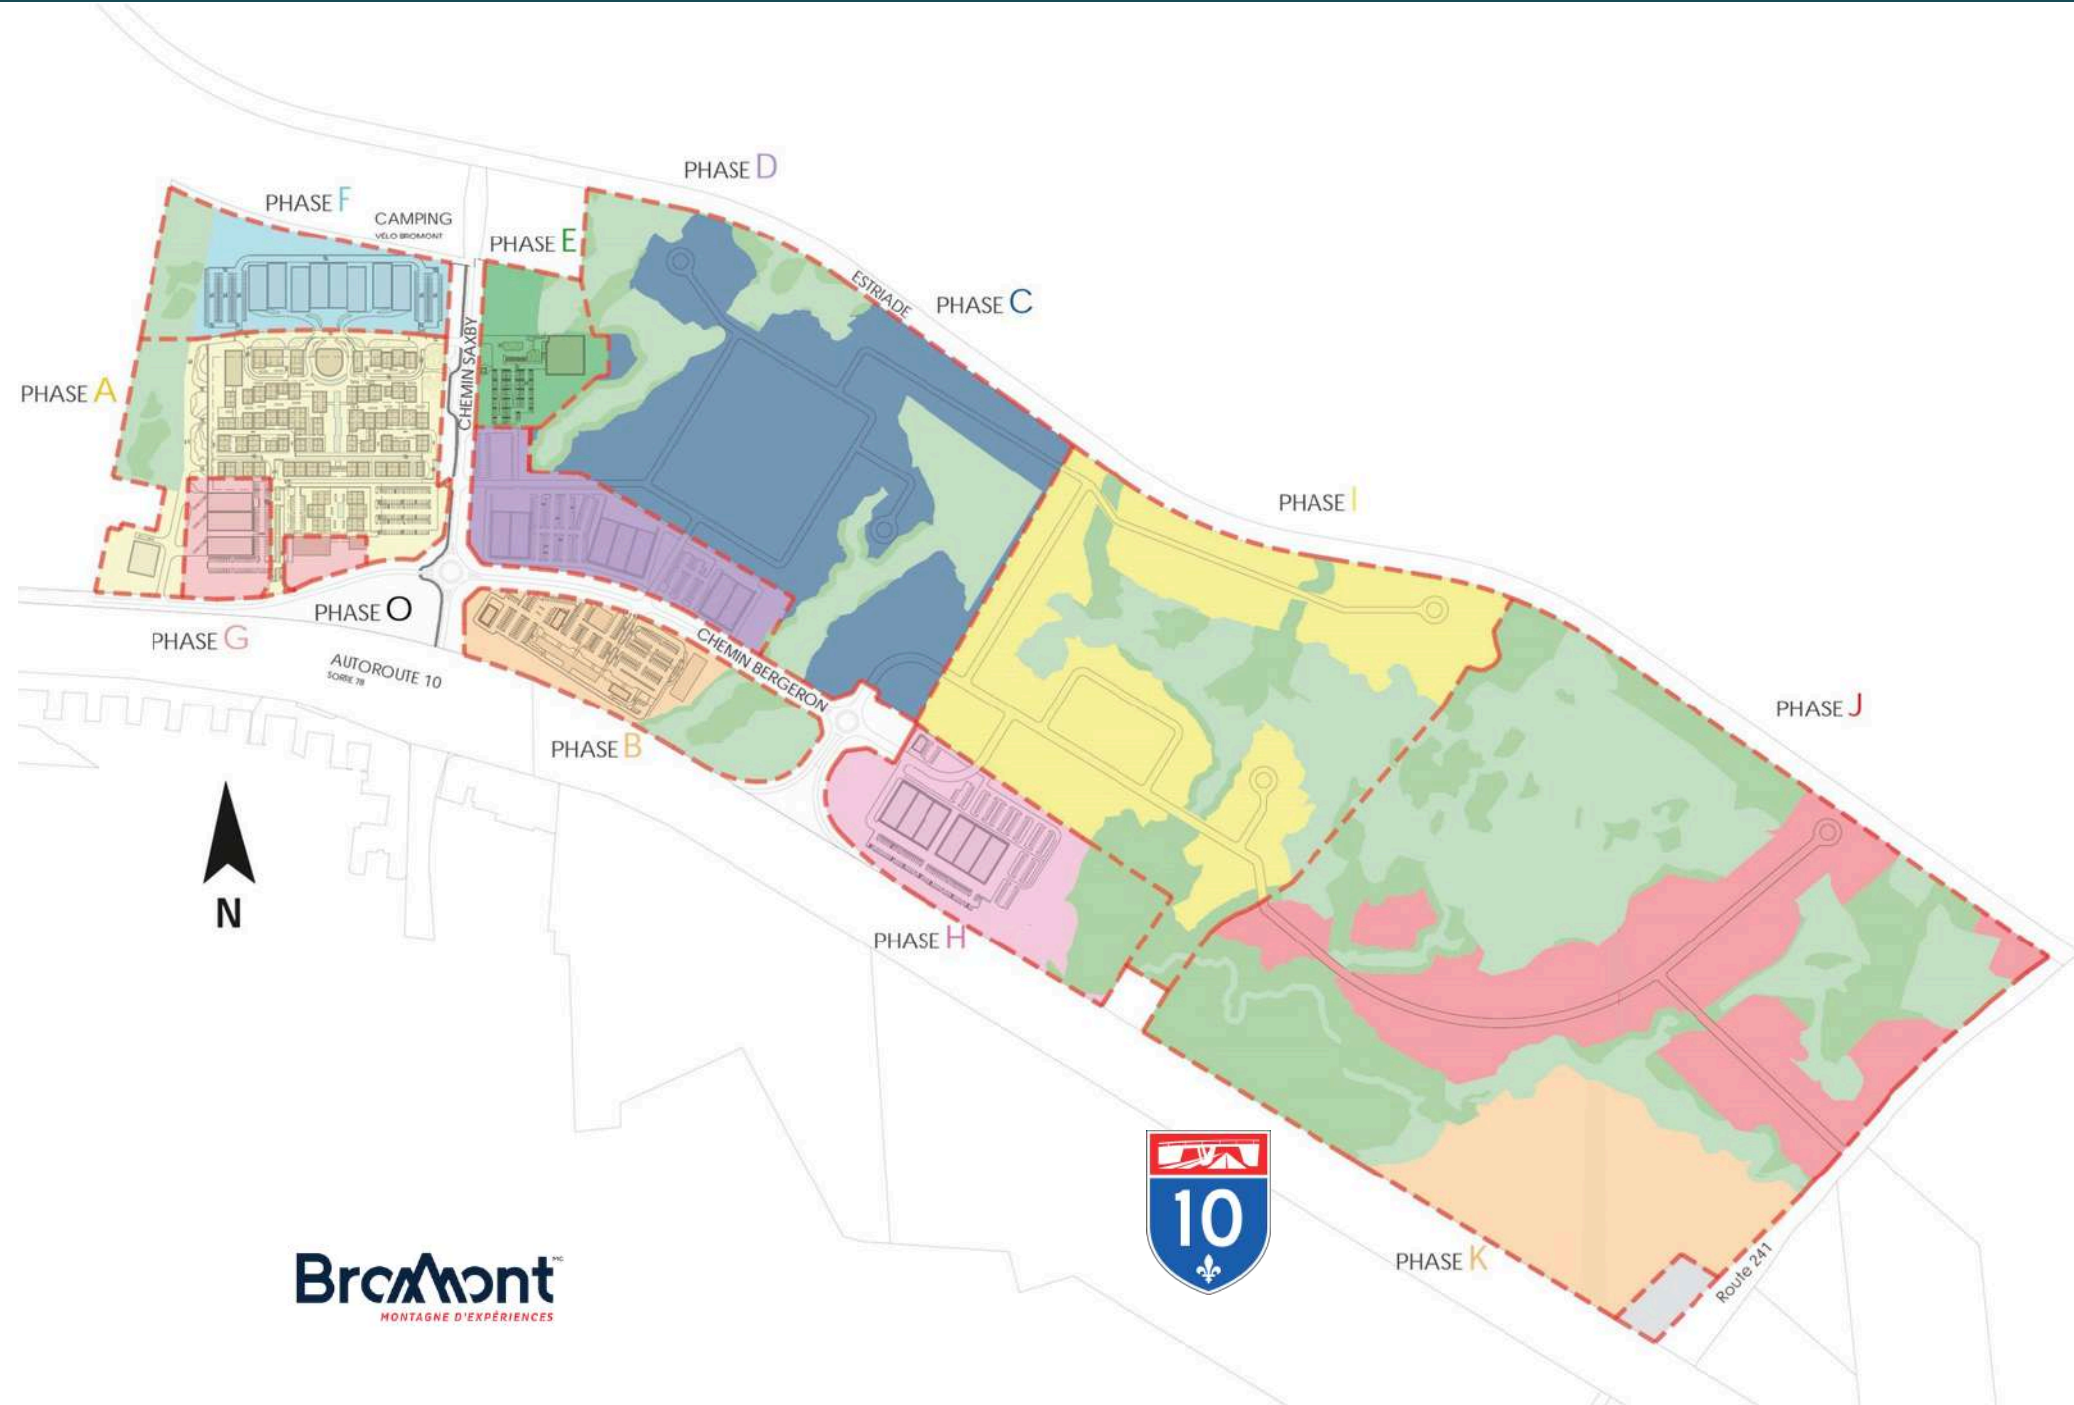 PHASE D
PHASE F
CAMPING
VÉLO BROMONT
PHASE E
ESTRIADE
PHASE C
CHEMIN SAXBY
PHASE A
PHASE I
PHASE O
PHASE G
AUTOROUTE 10
SORTIE 78
CHEMIN BERGERON
PHASE J
PHASE B
N
PHASE H
10
PHASE K
Route 241
Bromont MC
MONTAGNE D'EXPÉRIENCES